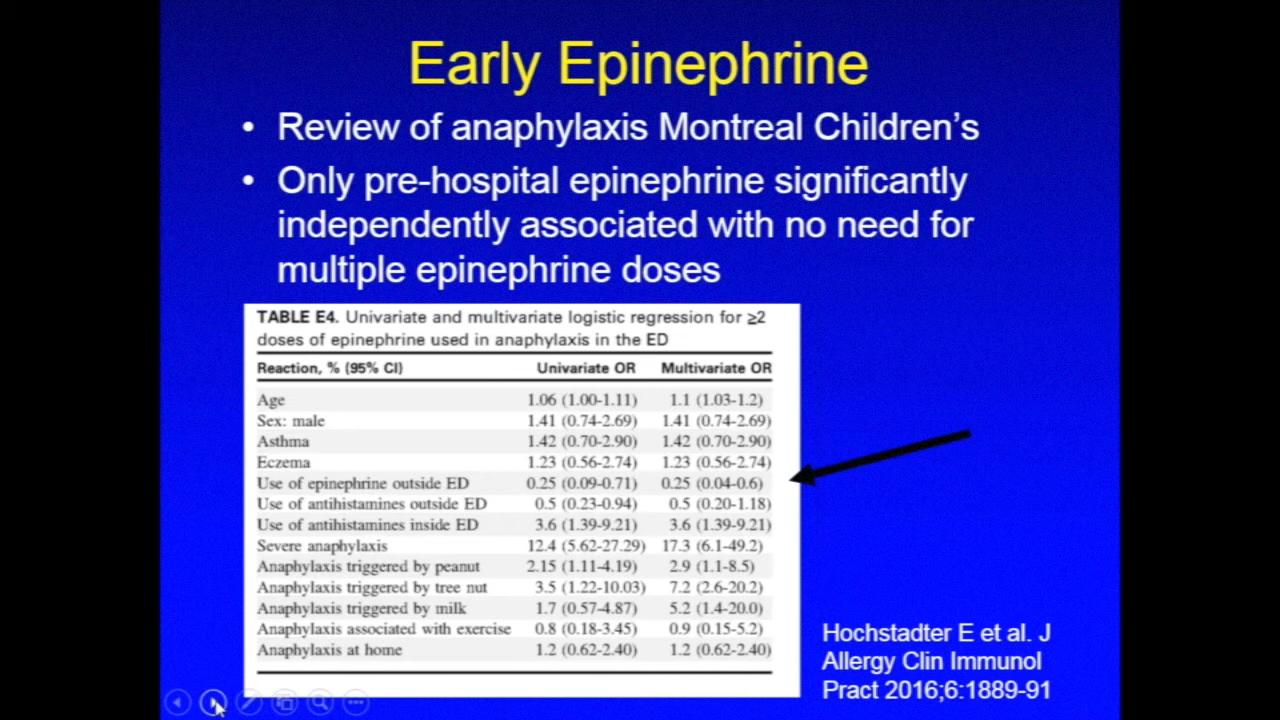 Early Epinephrine
• Review of anaphylaxis Montreal Children's
• Only pre-hospital epinephrine significantly
independently associated with no need for
multiple epinephrine doses
TABLE E4. Univariate and multivariate logistic regression for ≥2
doses of epinephrine used in anaphylaxis in the ED
Reaction, % (95% CI) Univariate OR Multivariate OR
Age 1.06 (1.00-1.11) 1.1 (1.03-1.2)
Sex: male 1.41 (0.74-2.69) 1.41 (0.74-2.69)
Asthma 1.42 (0.70-2.90) 1.42 (0.70-2.90)
Eczema 1.23 (0.56-2.74) 1.23 (0.56-2.74)
Use of epinephrine outside ED 0.25 (0.09-0.71) 0.25 (0.04-0.6)
Use of antihistamines outside ED 0.5 (0.23-0.94) 0.5 (0.20-1.18)
Use of antihistamines inside ED 3.6 (1.39-9.21) 3.6 (1.39-9.21)
Severe anaphylaxis 12.4 (5.62-27.29) 17.3 (6.1-49.2)
Anaphylaxis triggered by peanut 2.15 (1.11-4.19) 2.9 (1.1-8.5)
Anaphylaxis triggered by tree nut 3.5 (1.22-10.03) 7.2 (2.6-20.2)
Anaphylaxis triggered by milk 1.7 (0.57-4.87) 5.2 (1.4-20.0)
Anaphylaxis associated with exercise 0.8 (0.18-3.45) 0.9 (0.15-5.2)
Anaphylaxis at home 1.2 (0.62-2.40) 1.2 (0.62-2.40)
Hochstadter E et al. J
Allergy Clin Immunol
Pract 2016;6:1889-91